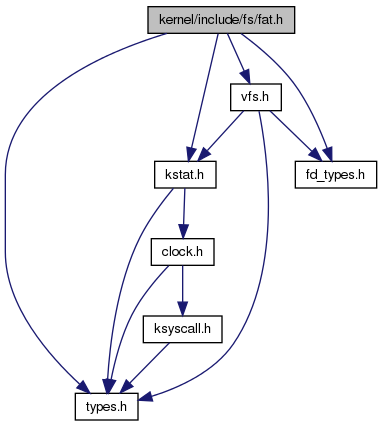 kernel/include/fs/fat.h
vfs.h
kstat.h
fd_types.h
clock.h
ksyscall.h
types.h